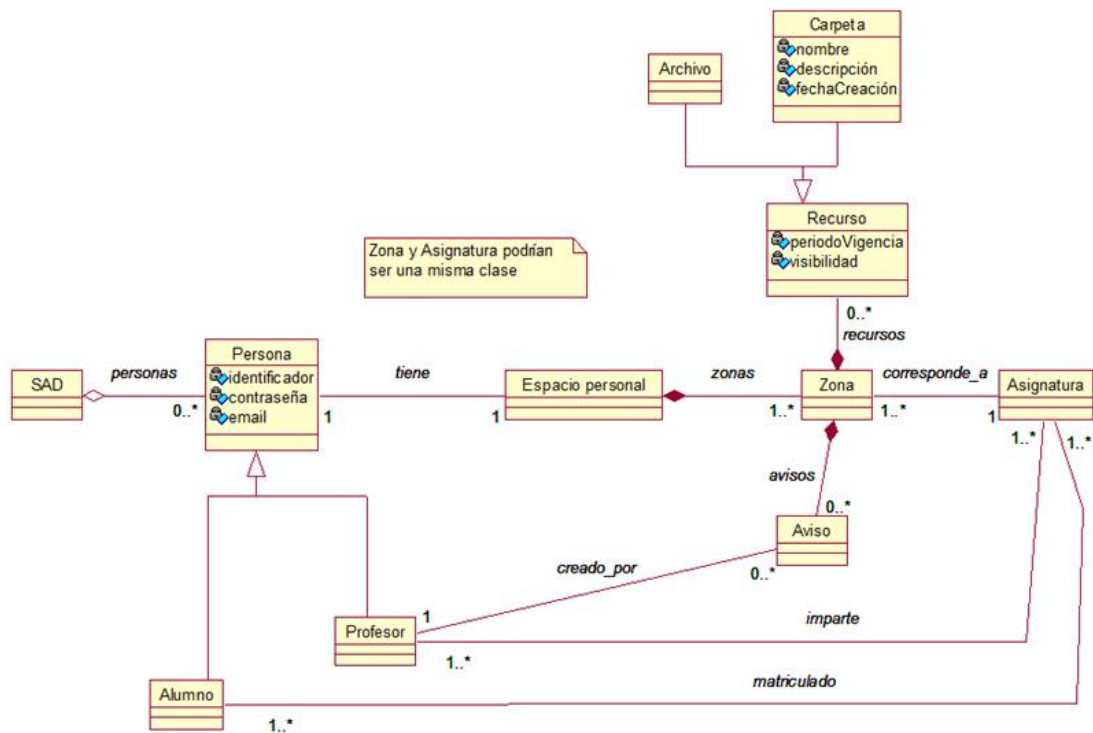 Carpeta
nombre
descripción
fechaCreación
Archivo
Recurso
periodoVigencia
visibilidad
Zona y Asignatura podrían
ser una misma clase
0..*
recursos
SAD
personas
0..*
Persona
identificador
contraseña
email
tiene
1
1
Espacio personal
zonas
1..*
Zona
corresponde_a
1..*
1
Asignatura
1..*
1..*
avisos
0..*
Aviso
creado_por
0..*
1
Profesor
imparte
1..*
Alumno
matriculado
1..*